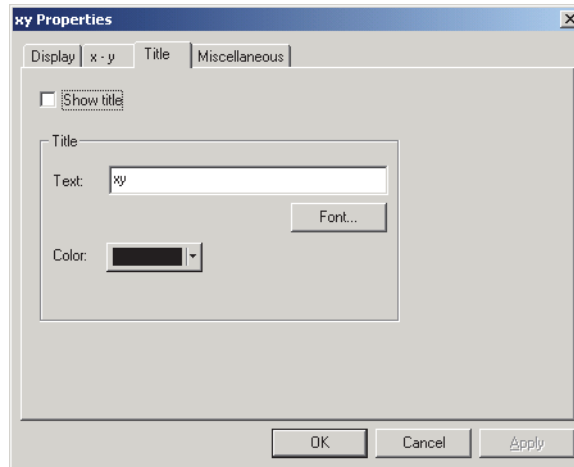 xy Properties
Display x - y Title Miscellaneous
Show title
Title
Text: xy
Font...
Color:
OK Cancel Apply